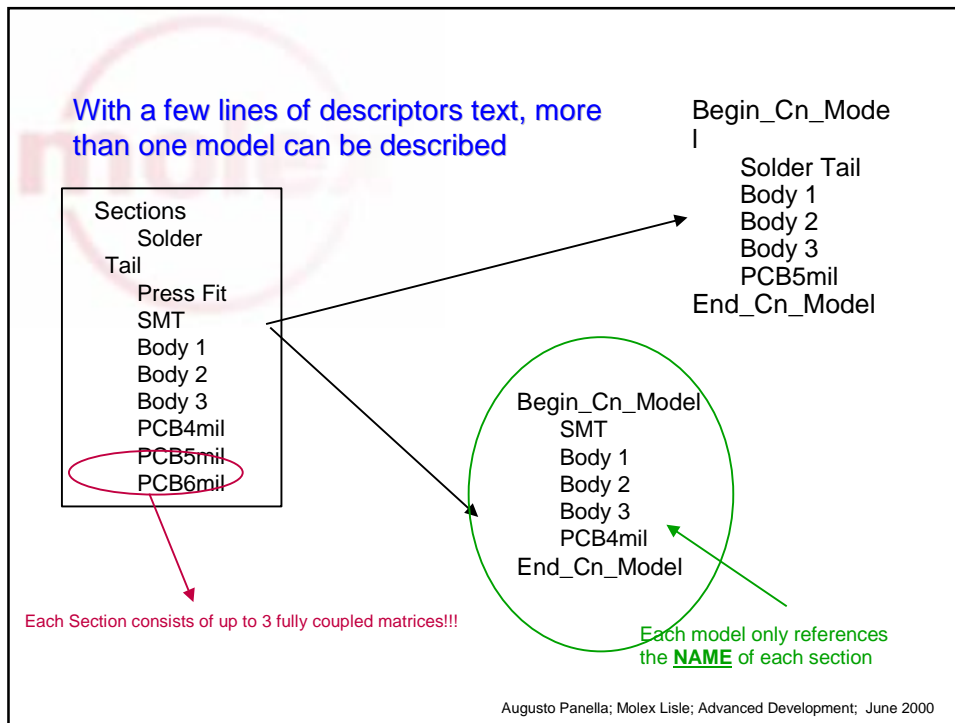 molex
With a few lines of descriptors text, more
than one model can be described
Sections
Solder
Tail
Press Fit
SMT
Body 1
Body 2
Body 3
PCB4mil
PCB5mil
PCB6mil
Begin_Cn_Mode
l
Solder Tail
Body 1
Body 2
Body 3
PCB5mil
End_Cn_Model
Begin_Cn_Model
SMT
Body 1
Body 2
Body 3
PCB4mil
End_Cn_Model
Each Section consists of up to 3 fully coupled matrices!!!
Each model only references
the NAME of each section
Augusto Panella; Molex Lisle; Advanced Development; June 2000